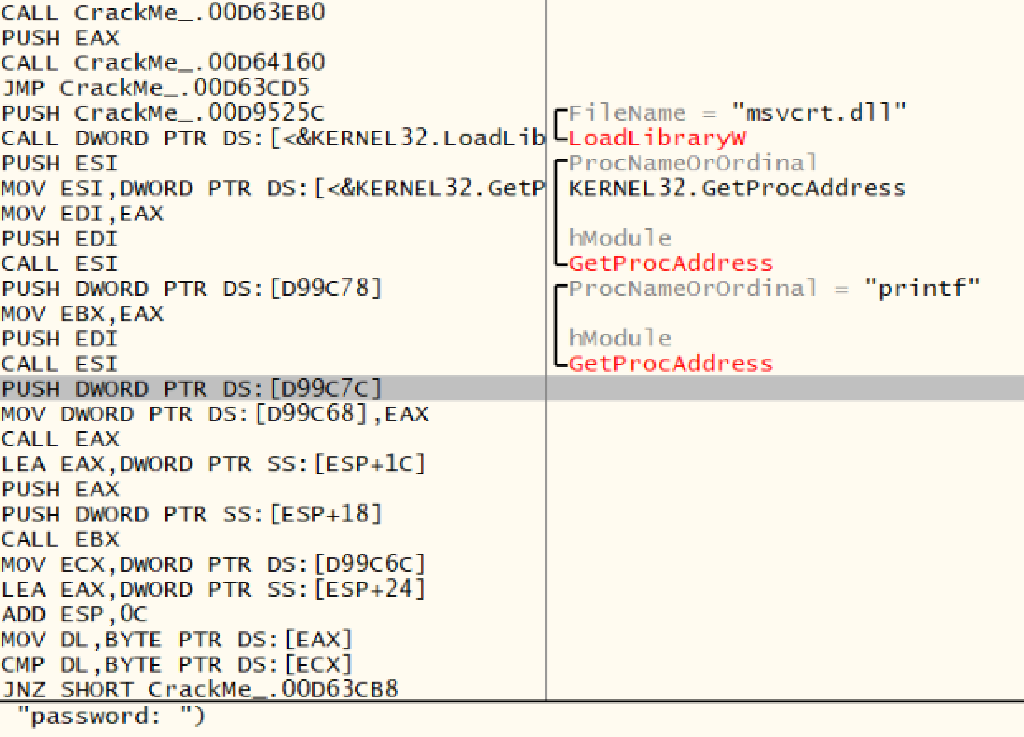 CALL CrackMe_.00D63EB0
PUSH EAX
CALL CrackMe_.00D64160
JMP CrackMe_.00D63CD5
PUSH CrackMe_.00D9525C FileName = "msvcrt.dll"
CALL DWORD PTR DS:[<&KERNEL32.LoadLib LoadLibraryW
PUSH ESI ProcNameOrOrdinal
MOV ESI,DWORD PTR DS:[<&KERNEL32.GetP KERNEL32.GetProcAddress
MOV EDI,EAX
PUSH EDI hModule
CALL ESI GetProcAddress
PUSH DWORD PTR DS:[D99C78] ProcNameOrOrdinal = "printf"
MOV EBX,EAX
PUSH EDI hModule
CALL ESI GetProcAddress
PUSH DWORD PTR DS:[D99C7C]
MOV DWORD PTR DS:[D99C68],EAX
CALL EAX
LEA EAX,DWORD PTR SS:[ESP+1C]
PUSH EAX
PUSH DWORD PTR SS:[ESP+18]
CALL EBX
MOV ECX,DWORD PTR DS:[D99C6C]
LEA EAX,DWORD PTR SS:[ESP+24]
ADD ESP,0C
MOV DL,BYTE PTR DS:[EAX]
CMP DL,BYTE PTR DS:[ECX]
JNZ SHORT CrackMe_.00D63CB8
"password: ")